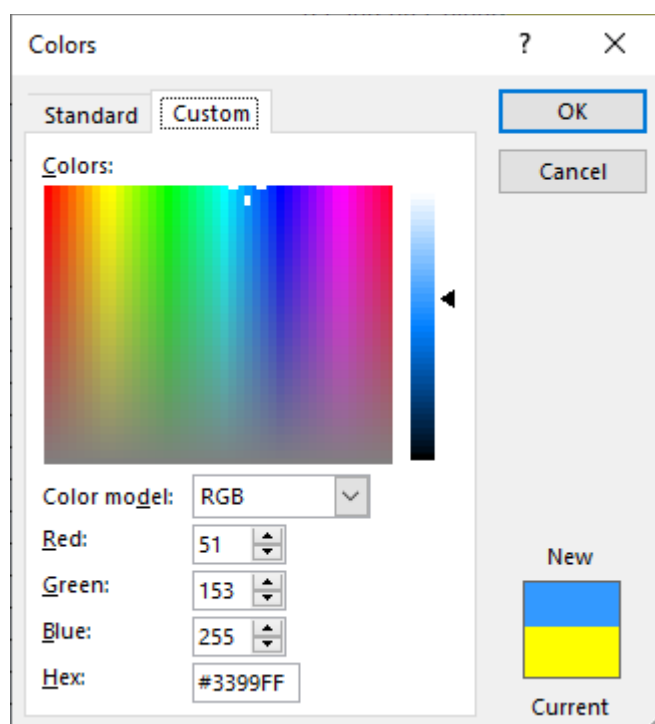 Colors ? ×
Standard Custom OK
Colors: Cancel
Color model: RGB
Red: 51
Green: 153
Blue: 255
Hex: #3399FF
New
Current